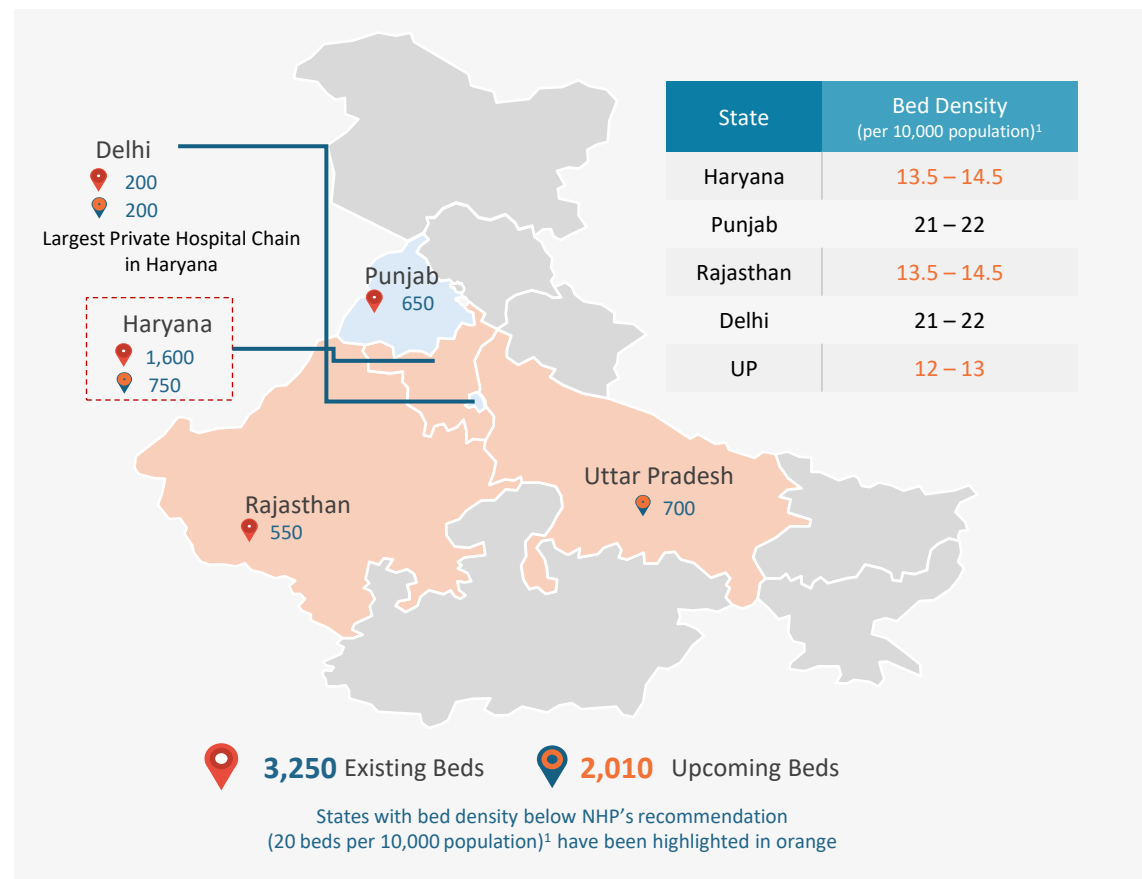 Delhi
200
200
Largest Private Hospital Chain
in Haryana
Haryana
1,600
750
Punjab
650
Rajasthan
550
Uttar Pradesh
700
State
Bed Density
(per 10,000 population)1
Haryana
13.5 – 14.5
Punjab
21 – 22
Rajasthan
13.5 – 14.5
Delhi
21 – 22
UP
12 – 13
3,250 Existing Beds
2,010 Upcoming Beds
States with bed density below NHP's recommendation
(20 beds per 10,000 population)1 have been highlighted in orange